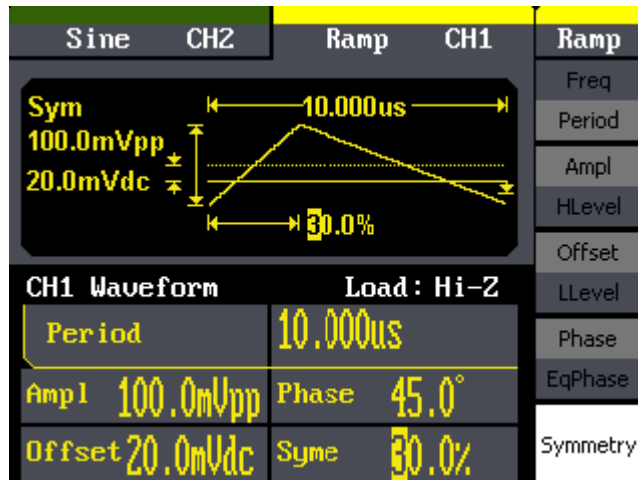 Sine CH2 Ramp CH1 Ramp
Freq
Period
Ampl
HLevel
Offset
LLevel
Phase
EqPhase
Symmetry
Sym 10.000us
100.0mVpp
20.0mVdc
30.0%
CH1 Waveform Load: Hi-Z
Period 10.000us
Ampl 100.0mVpp Phase 45.0°
Offset 20.0mVdc Syme 30.0%